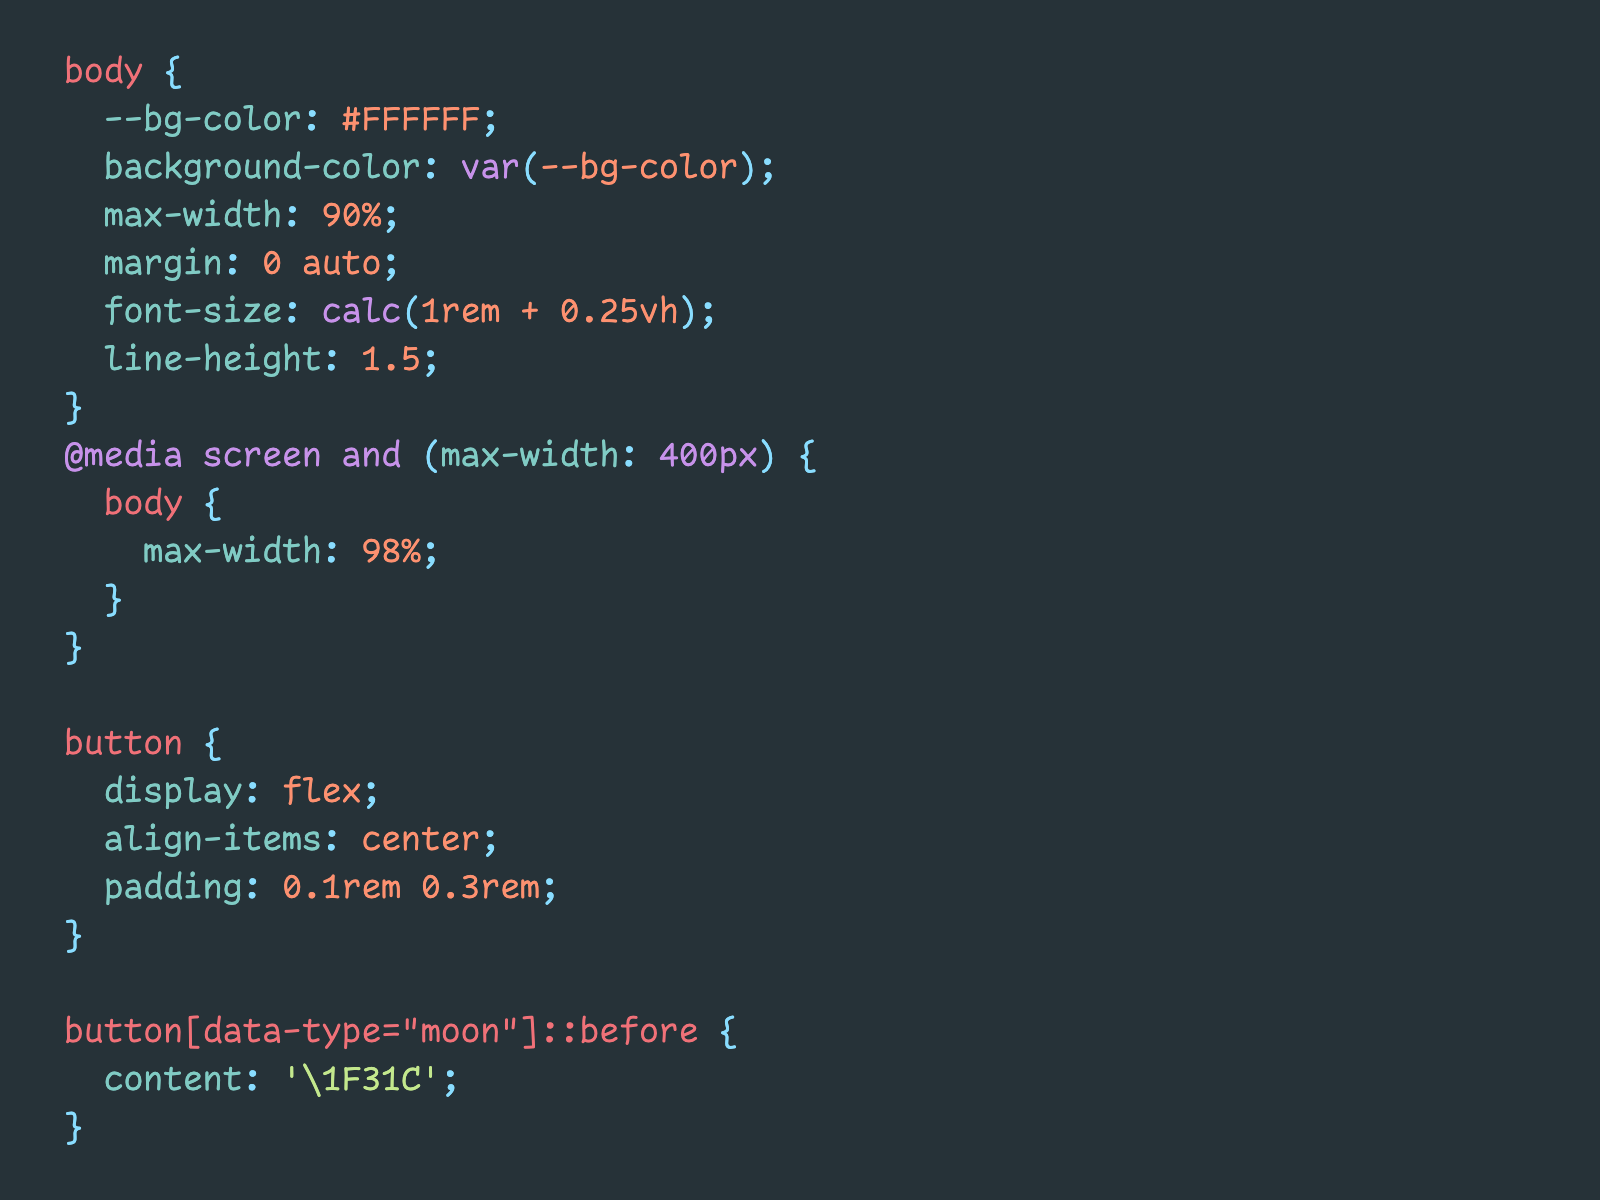 body {
  --bg-color: #FFFFFF;
  background-color: var(--bg-color);
  max-width: 90%;
  margin: 0 auto;
  font-size: calc(1rem + 0.25vh);
  line-height: 1.5;
}
@media screen and (max-width: 400px) {
  body {
    max-width: 98%;
  }
}

button {
  display: flex;
  align-items: center;
  padding: 0.1rem 0.3rem;
}

button[data-type="moon"]::before {
  content: '\1F31C';
}